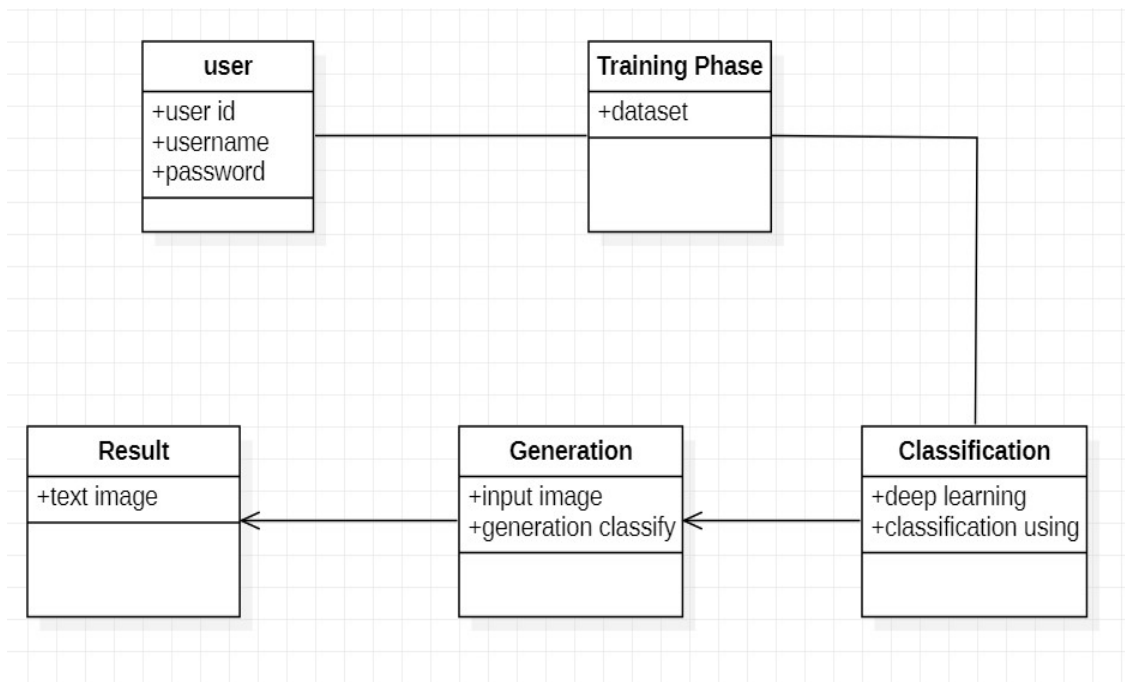 user
+user id
+username
+password
Training Phase
+dataset
Result
+text image
Generation
+input image
+generation classify
Classification
+deep learning
+classification using